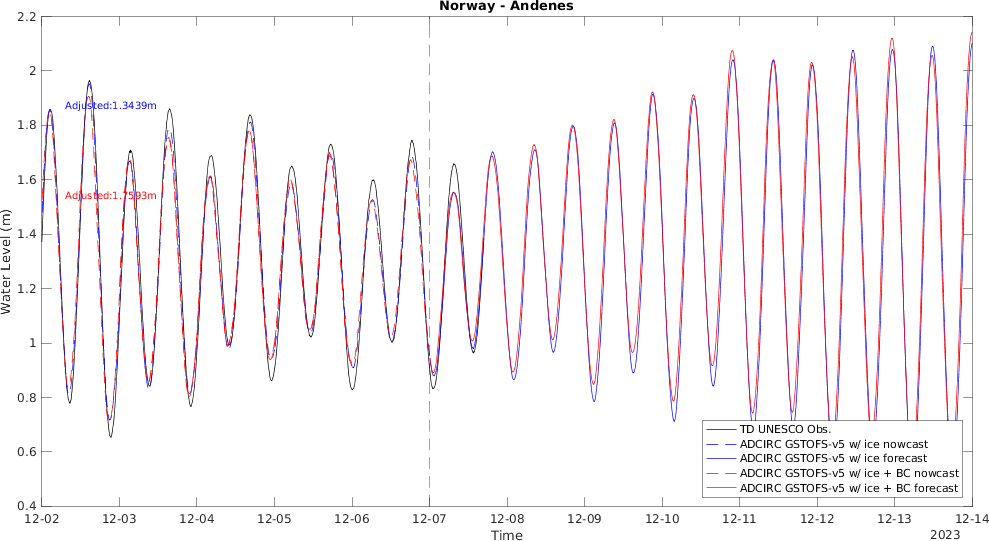 Norway - Andenes
2.2
2
1.8
1.6
1.4
1.2
1
0.8
0.6
0.4
Water Level (m)
Adjusted:1.3439m
Adjusted:1.7593m
TD UNESCO Obs.
ADCIRC GSTOFS-v5 w/ ice nowcast
ADCIRC GSTOFS-v5 w/ ice forecast
ADCIRC GSTOFS-v5 w/ ice + BC nowcast
ADCIRC GSTOFS-v5 w/ ice + BC forecast
12-02 12-03 12-04 12-05 12-06 12-07 12-08 12-09 12-10 12-11 12-12 12-13 12-14
Time
2023